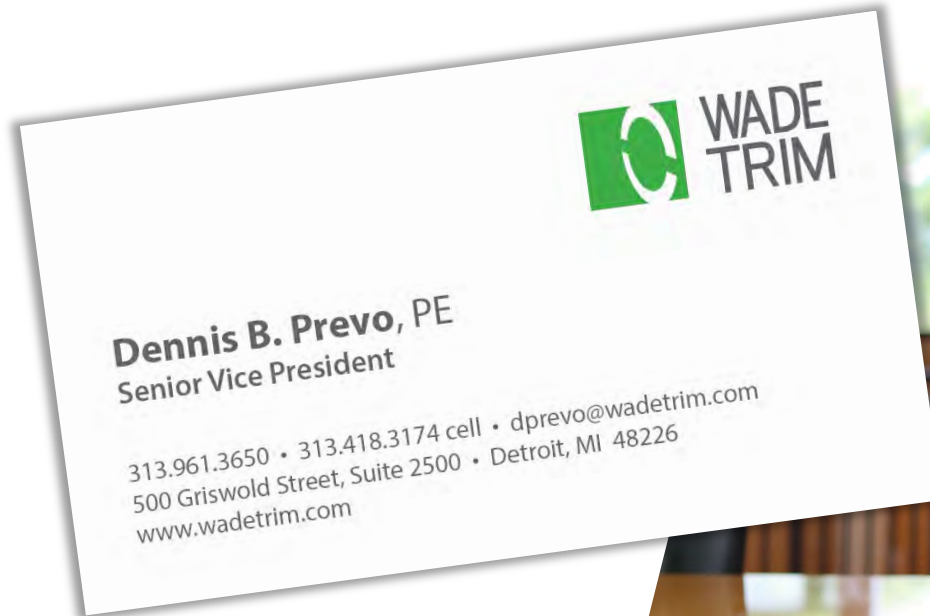 WADE
TRIM
Dennis B. Prevo, PE
Senior Vice President
313.961.3650 • 313.418.3174 cell • dprevo@wadetrim.com
500 Griswold Street, Suite 2500 • Detroit, MI 48226
www.wadetrim.com